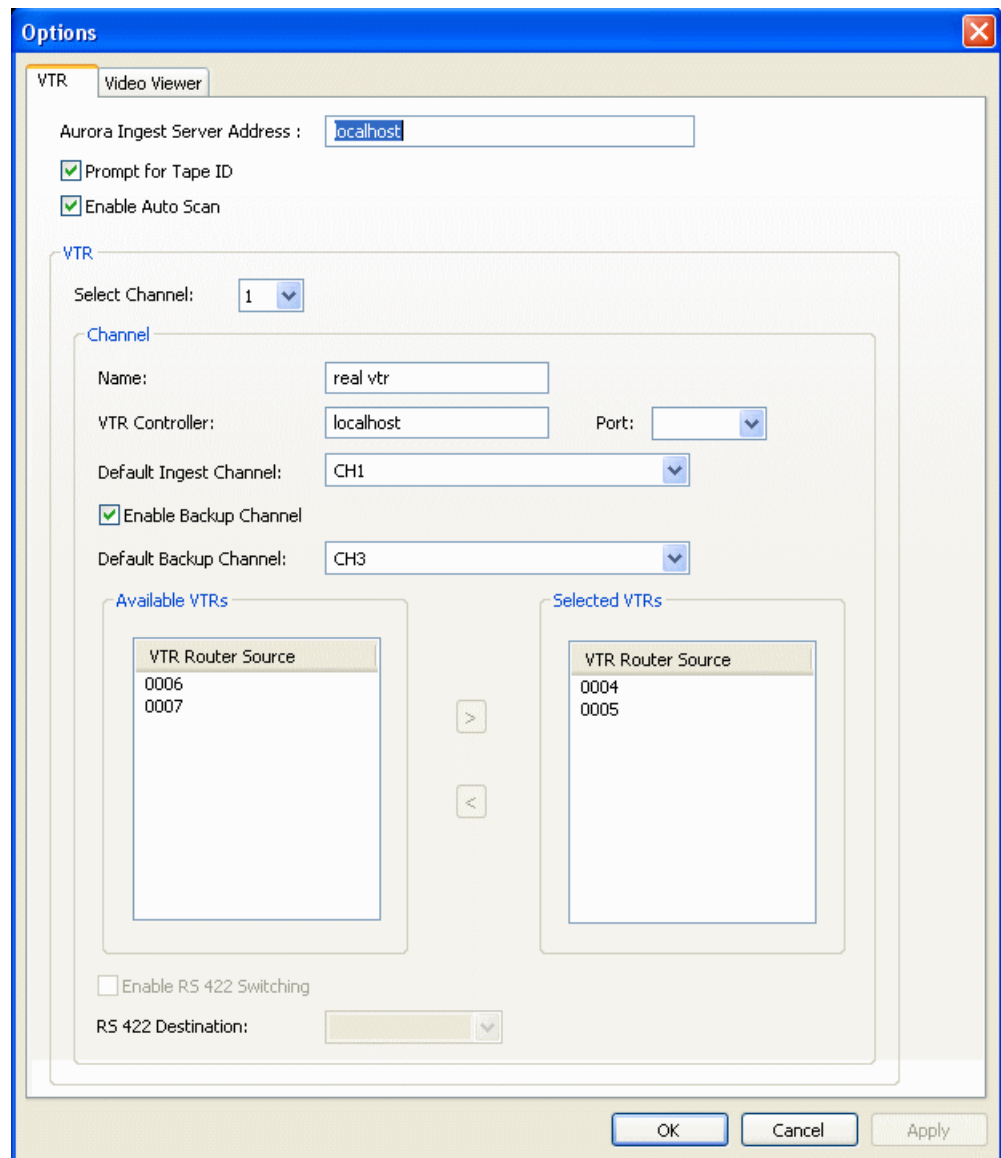 Options
VTR
Video Viewer
Aurora Ingest Server Address :
localhost
Prompt for Tape ID
Enable Auto Scan
VTR
Select Channel:
1
Channel
Name:
real vtr
VTR Controller:
localhost
Port:
Default Ingest Channel:
CH1
Enable Backup Channel
Default Backup Channel:
CH3
Available VTRs
VTR Router Source
0006
0007
>
<
Selected VTRs
VTR Router Source
0004
0005
Enable RS 422 Switching
RS 422 Destination:
OK
Cancel
Apply